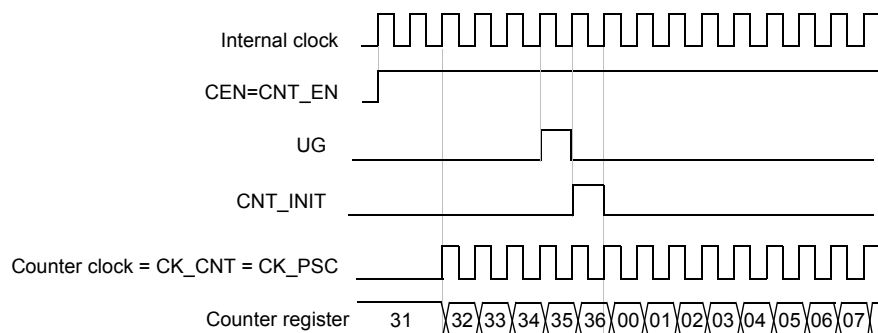 Internal clock
CEN=CNT_EN
UG
CNT_INIT
Counter clock = CK_CNT = CK_PSC
Counter register 31 32 33 34 35 36 00 01 02 03 04 05 06 07